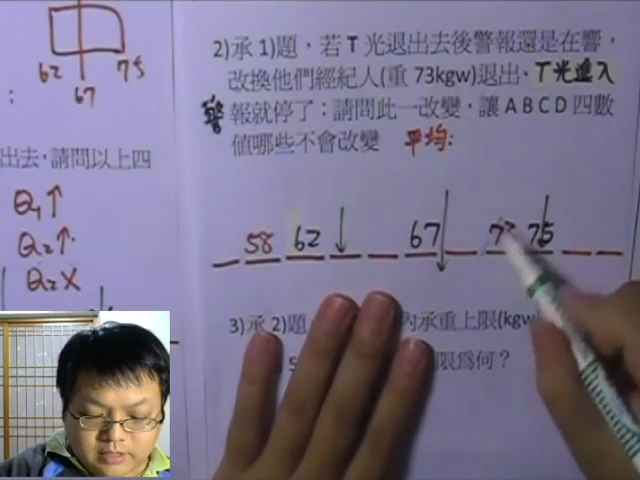 62
67
75
:
出去,請問以上四
Q₁↑
Q₂↑
Q₃ X
2)承 1)題,若 T 光退出去後警報還是在響,
改換他們經紀人(重 73kgw)退出、T光進入
警報就停了;請問此一改變,讓 A B C D 四數
值哪些不會改變 平均:
58 62 67 73 75
3)承 2)題 內承重上限(kgw)
限為何?